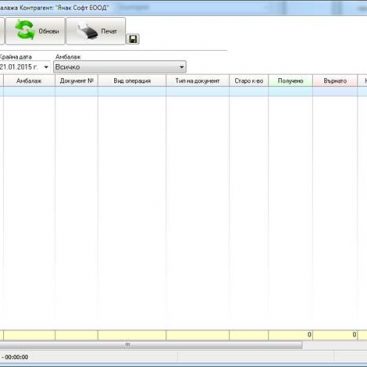 алажа Контрагент: "Янак Софт ЕООД"
Обнови
Печат
Крайна дата
Амбалаж
21.01.2015 г.
Всичко
Амбалаж
Документ №
Вид операция
Тип на документ
Старо к-во
Получено
Върнато
0
0
- 00:00:00